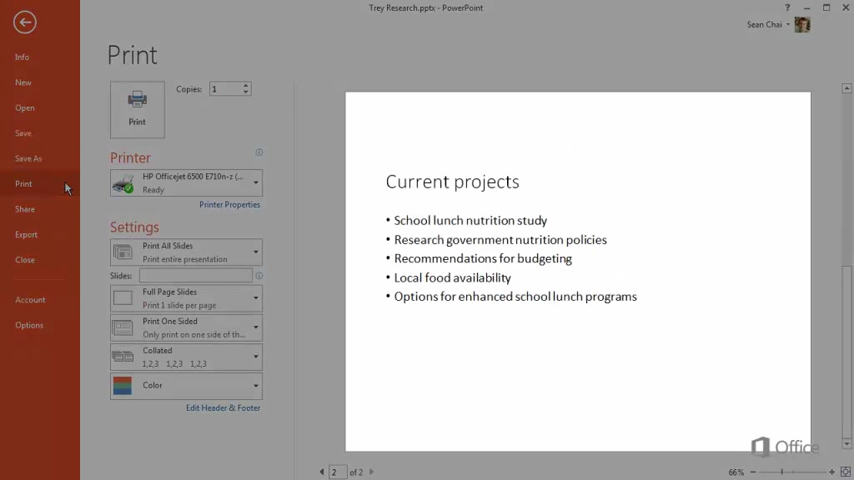 Trey Research.pptx - PowerPoint
?
Sean Chai
Info
New
Open
Save
Save As
Print
Share
Export
Close
Account
Options
Print
Print
Copies: 1
Printer
HP Officejet 6500 E710n-z (...
Ready
Printer Properties
Settings
Print All Slides
Print entire presentation
Slides:
Full Page Slides
Print 1 slide per page
Print One Sided
Only print on one side of th...
Collated
1,2,3 1,2,3 1,2,3
Color
Edit Header & Footer
Current projects
• School lunch nutrition study
• Research government nutrition policies
• Recommendations for budgeting
• Local food availability
• Options for enhanced school lunch programs
Office
2 of 2
66%